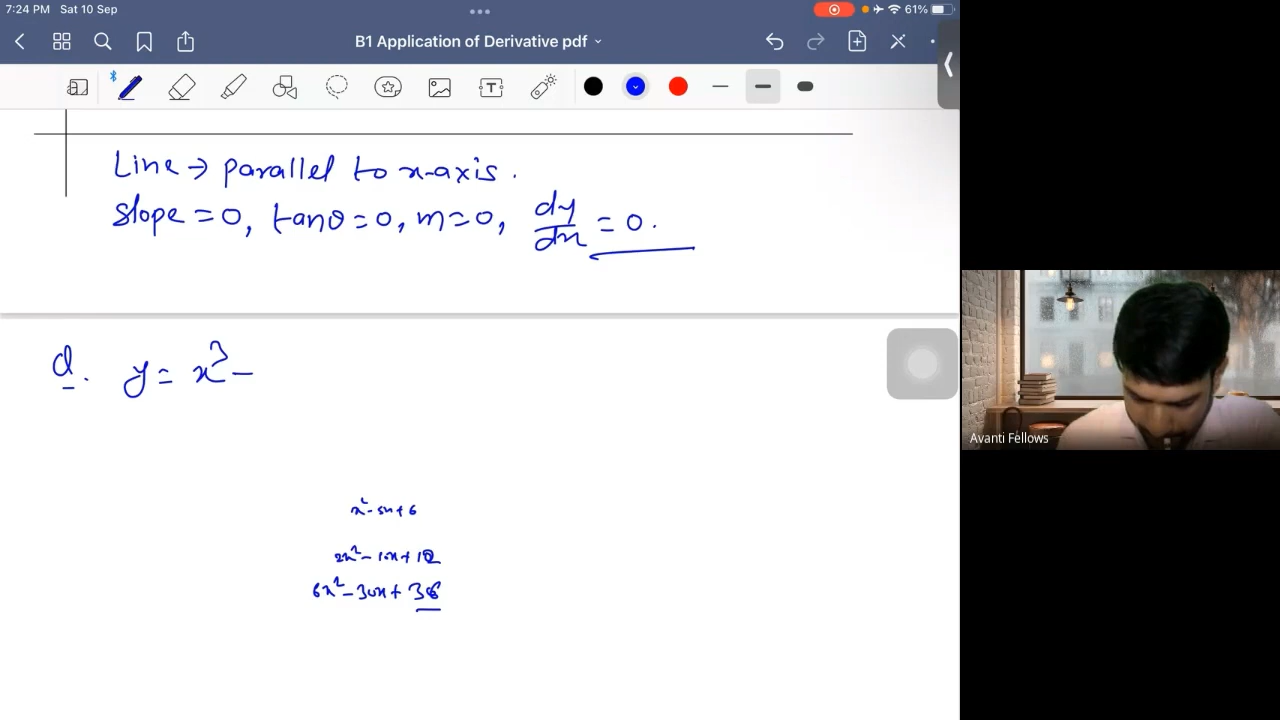 7:24 PM Sat 10 Sep
61%
B1 Application of Derivative pdf
T
Line → parallel to x-axis.
slope = 0, tanθ = 0, m = 0, dy/dx = 0.
Q. y = x³ –
x² - 5x + 6
2x² - 10x + 12
6x² - 30x + 36
Avanti Fellows